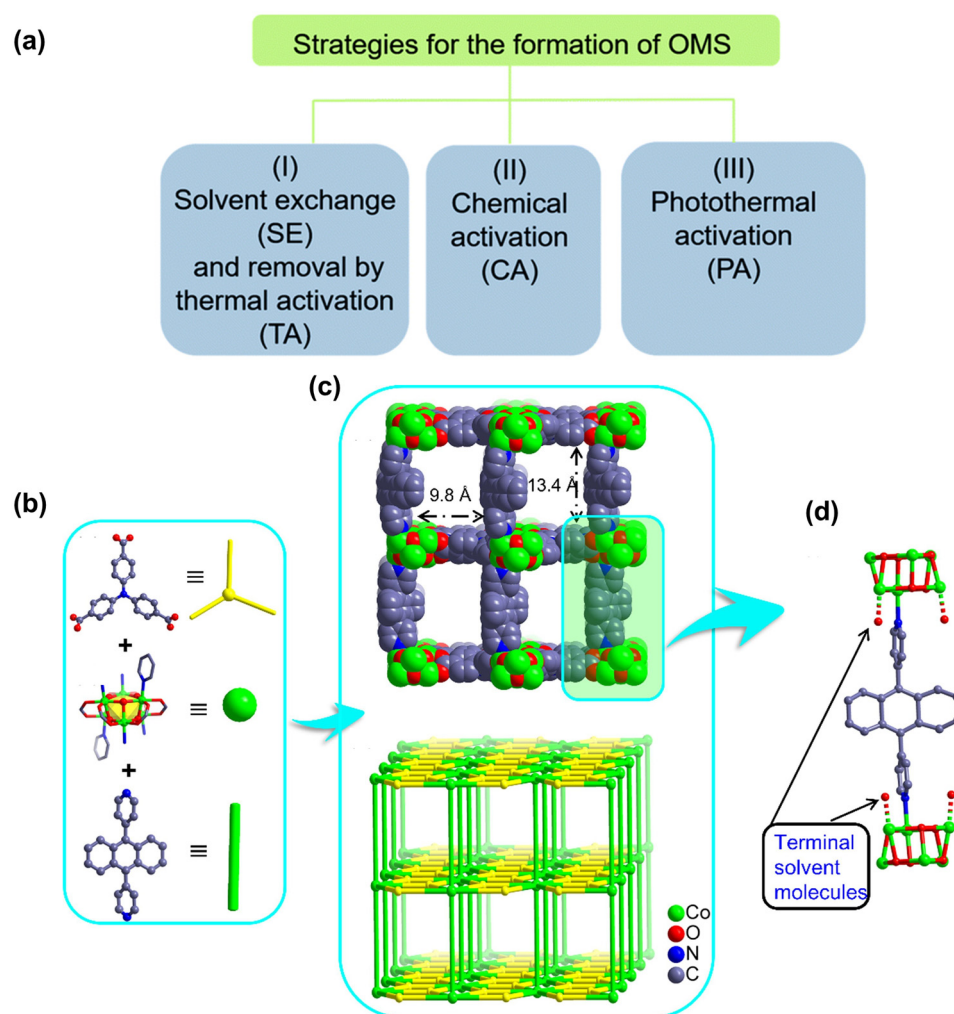 (a)
Strategies for the formation of OMS
(I)
Solvent exchange
(SE)
and removal by
thermal activation
(TA)
(II)
Chemical
activation
(CA)
(III)
Photothermal
activation
(PA)
(b)
≡
+
≡
+
≡
(c)
9.8 Å
13.4 Å
Co
O
N
C
(d)
Terminal
solvent
molecules